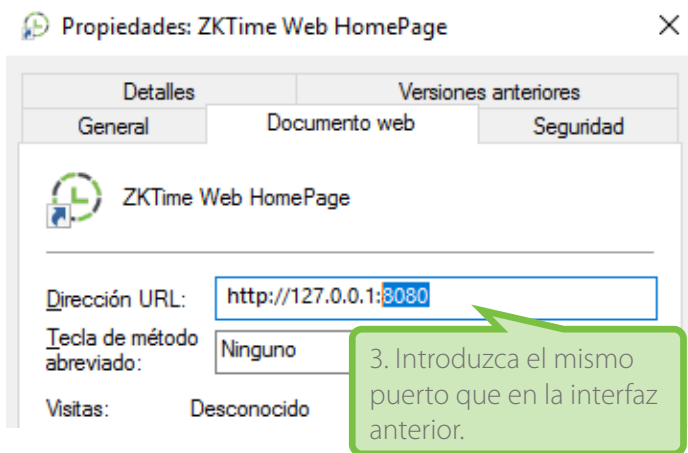 Propiedades: ZKTime Web HomePage
Detalles Versiones anteriores
General Documento web Seguridad
ZKTime Web HomePage
Dirección URL: http://127.0.0.1:8080
Tecla de método abreviado: Ninguno
Visitas: Desconocido
3. Introduzca el mismo
puerto que en la interfaz
anterior.